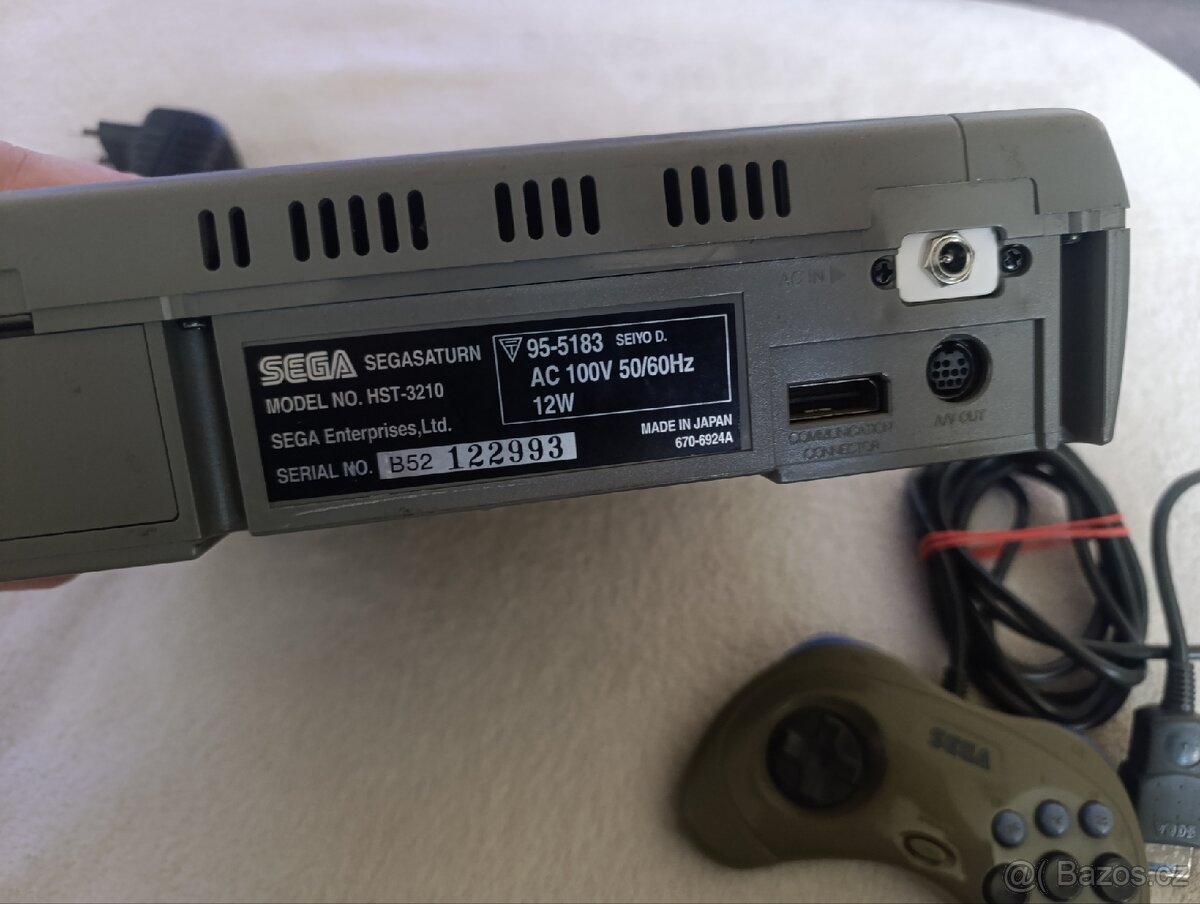 AC IN
SEGA SEGASATURN
MODEL NO. HST-3210
SEGA Enterprises,Ltd.
SERIAL NO. B52 122993
95-5183 SEIYO D.
AC 100V 50/60Hz
12W
MADE IN JAPAN
670-6924A
COMMUNICATION
CONNECTOR
A/V OUT
SEGA
@( Bazos.cz